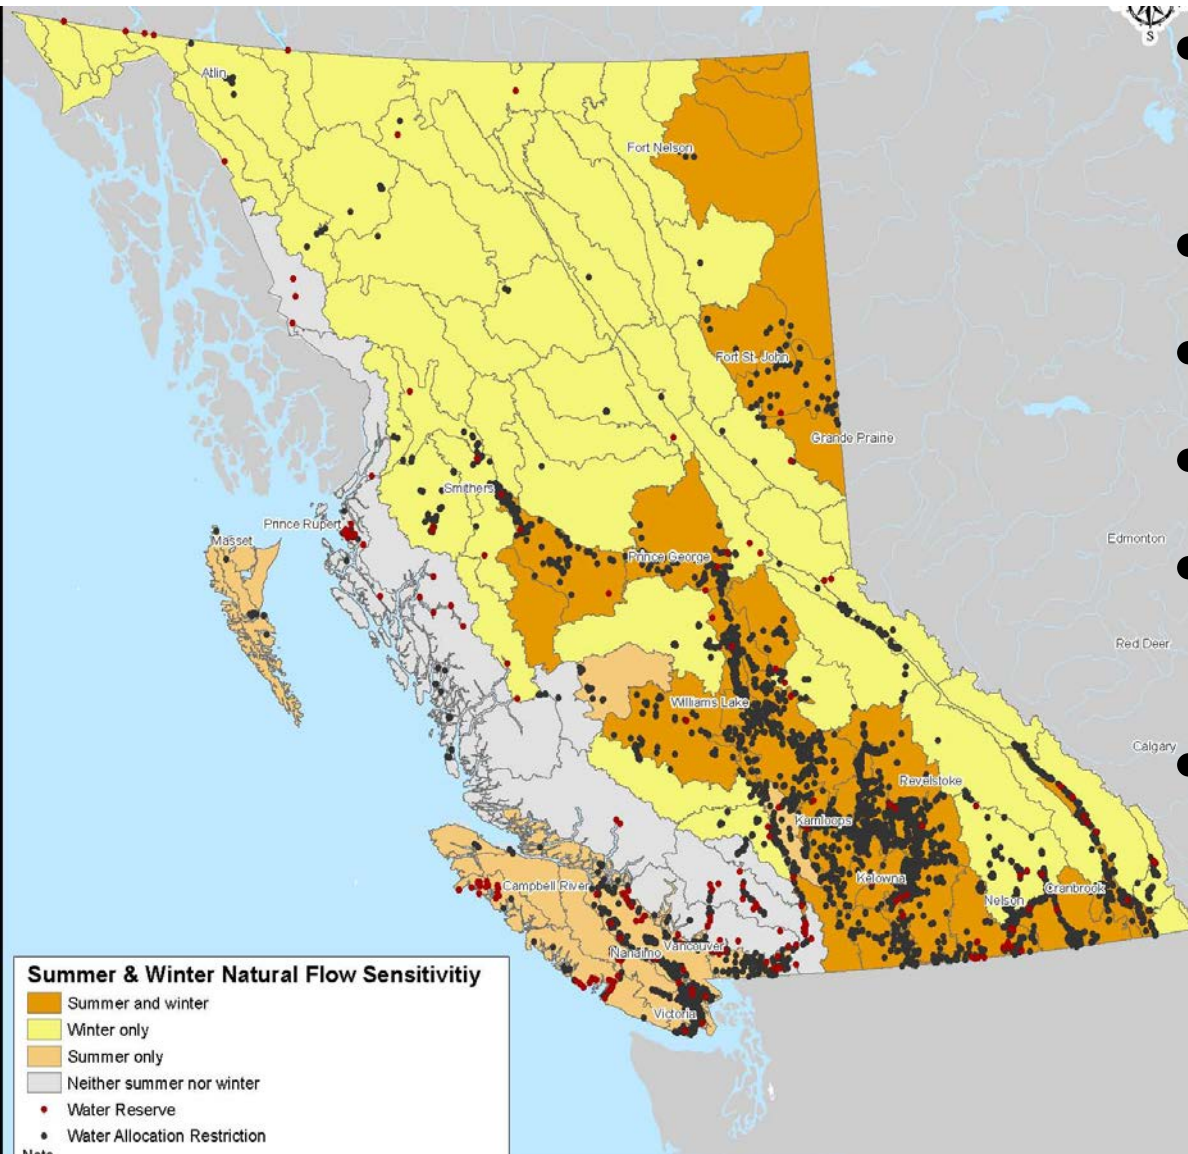 S
Atlin
Fort Nelson
Fort St. John
Grande Prairie
Smithers
Prince Rupert
Masset
Prince George
Edmonton
Red Deer
Williams Lake
Calgary
Revelstoke
Kamloops
Kelowna
Campbell River
Cranbrook
Nelson
Vancouver
Nanaimo
Victoria
Summer & Winter Natural Flow Sensitivitiy
Summer and winter
Winter only
Summer only
Neither summer nor winter
Water Reserve
Water Allocation Restriction